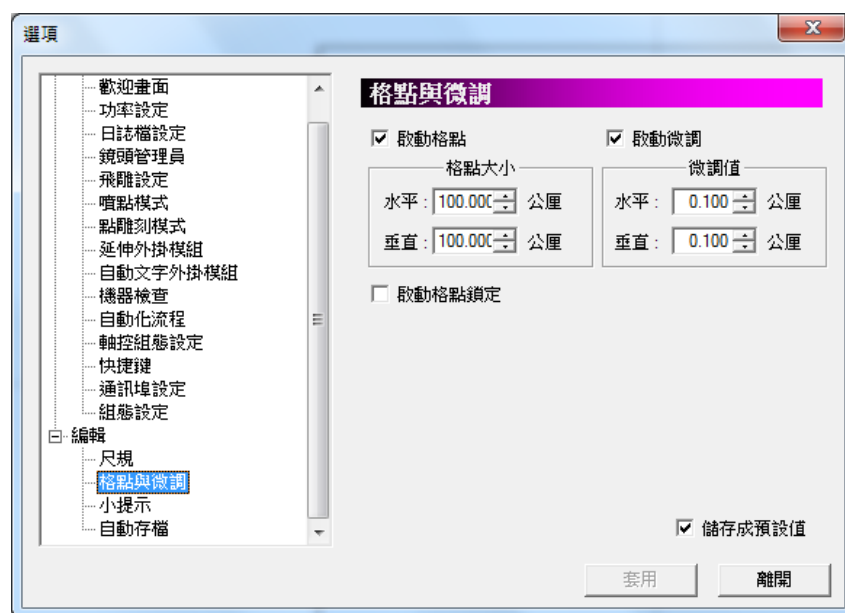 選項
歡迎畫面
功率設定
日誌檔設定
鏡頭管理員
飛雕設定
噴點模式
點雕刻模式
延伸外掛模組
自動文字外掛模組
機器檢查
自動化流程
軸控組態設定
快捷鍵
通訊埠設定
組態設定
編輯
尺規
格點與微調
小提示
自動存檔
格點與微調
啟動格點
啟動微調
格點大小
微調值
水平: 100.000 公厘
水平: 0.100 公厘
垂直: 100.000 公厘
垂直: 0.100 公厘
啟動格點鎖定
儲存成預設值
套用
離開